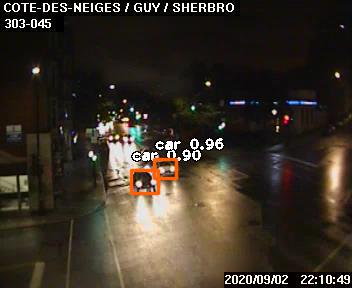 COTE-DES-NEIGES / GUY / SHERBRO
303-045
car 0.96
car 0.90
2020/09/02 22:10:49